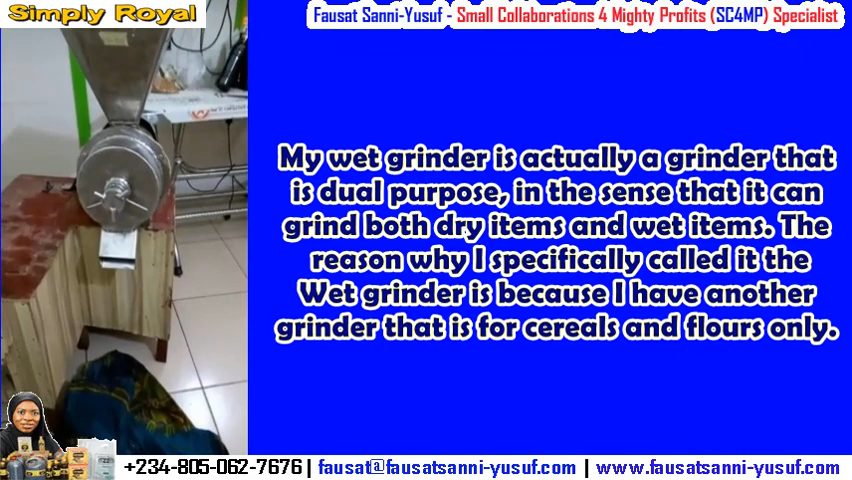 Simply Royal
Fausat Sanni-Yusuf - Small Collaborations 4 Mighty Profits (SC4MP) Specialist
My wet grinder is actually a grinder that
is dual purpose, in the sense that it can
grind both dry items and wet items. The
reason why I specifically called it the
Wet grinder is because I have another
grinder that is for cereals and flours only.
+234-805-062-7676 | fausat@fausatsanni-yusuf.com | www.fausatsanni-yusuf.com